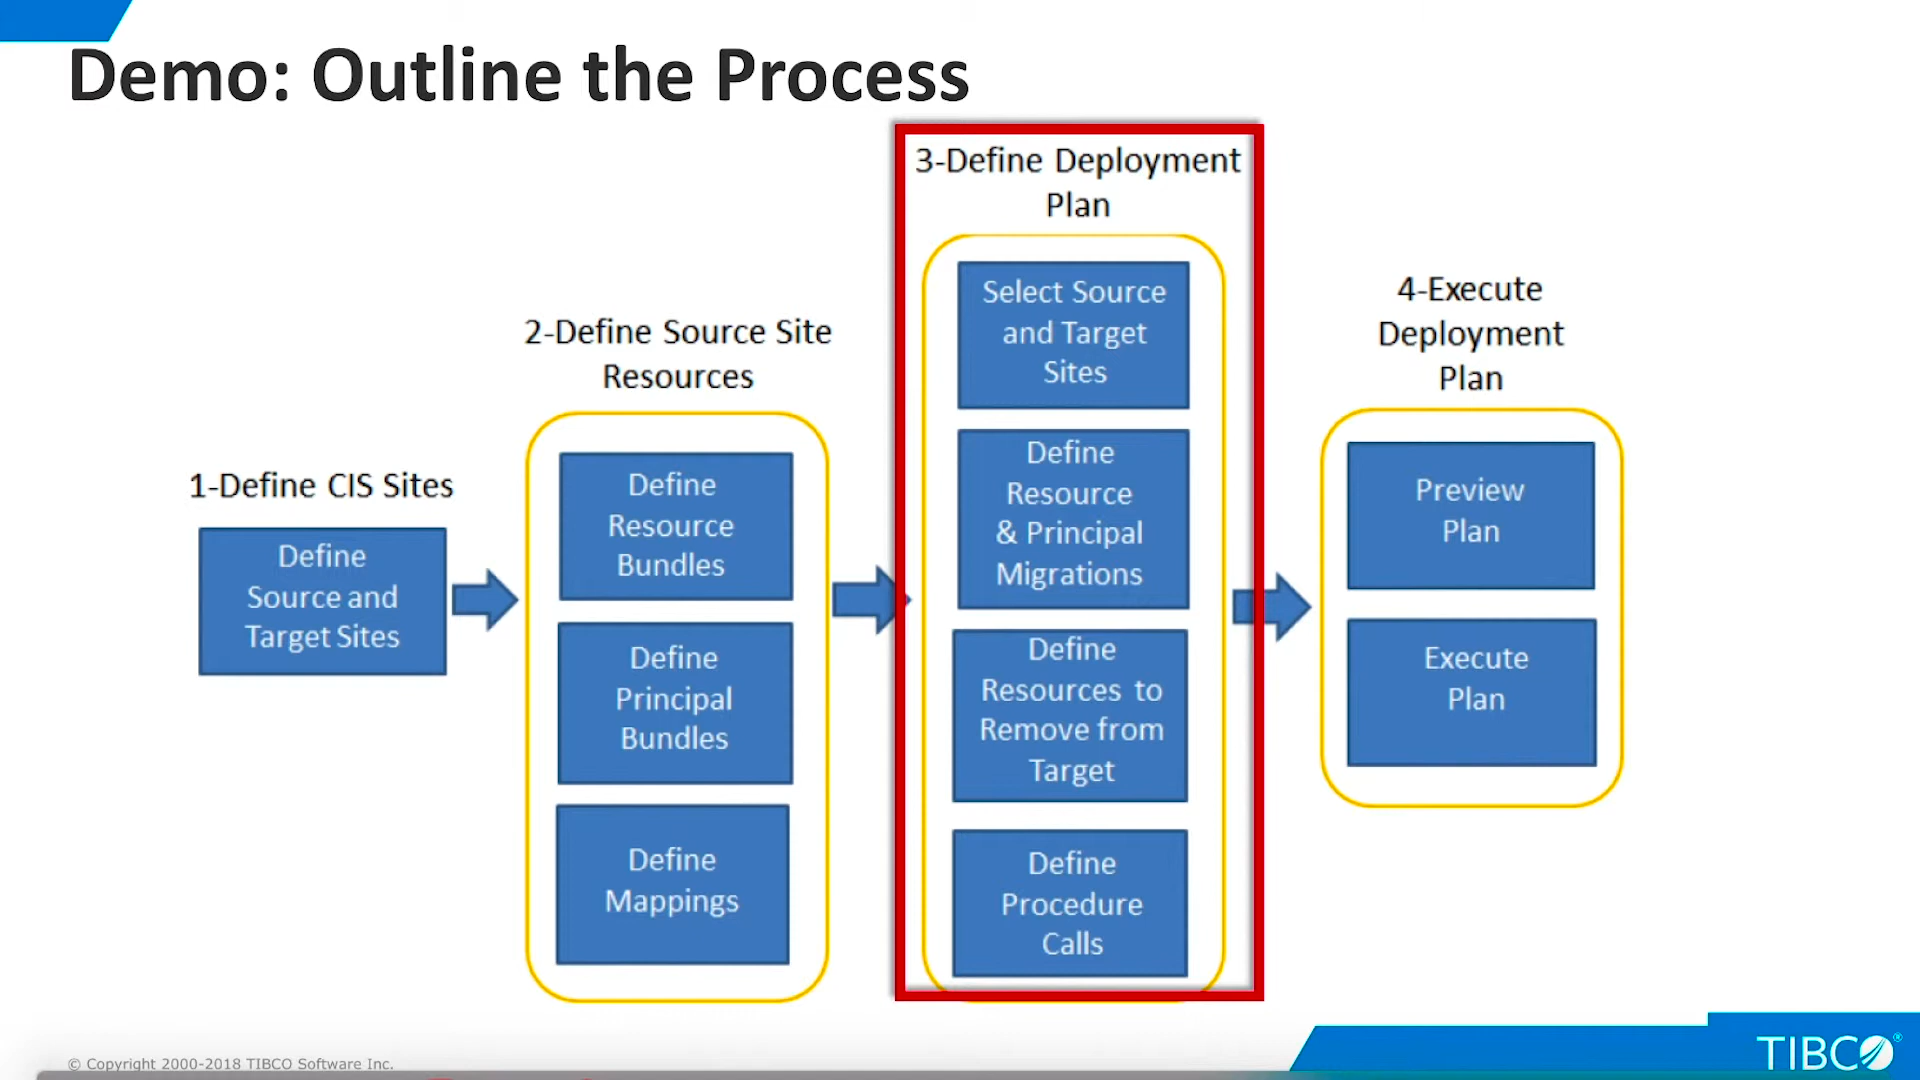 Demo: Outline the Process
1-Define CIS Sites
Define
Source and
Target Sites
2-Define Source Site
Resources
Define
Resource
Bundles
Define
Principal
Bundles
Define
Mappings
3-Define Deployment
Plan
Select Source
and Target
Sites
Define
Resource
& Principal
Migrations
Define
Resources to
Remove from
Target
Define
Procedure
Calls
4-Execute
Deployment
Plan
Preview
Plan
Execute
Plan
© Copyright 2000-2018 TIBCO Software Inc.
TIBCO®